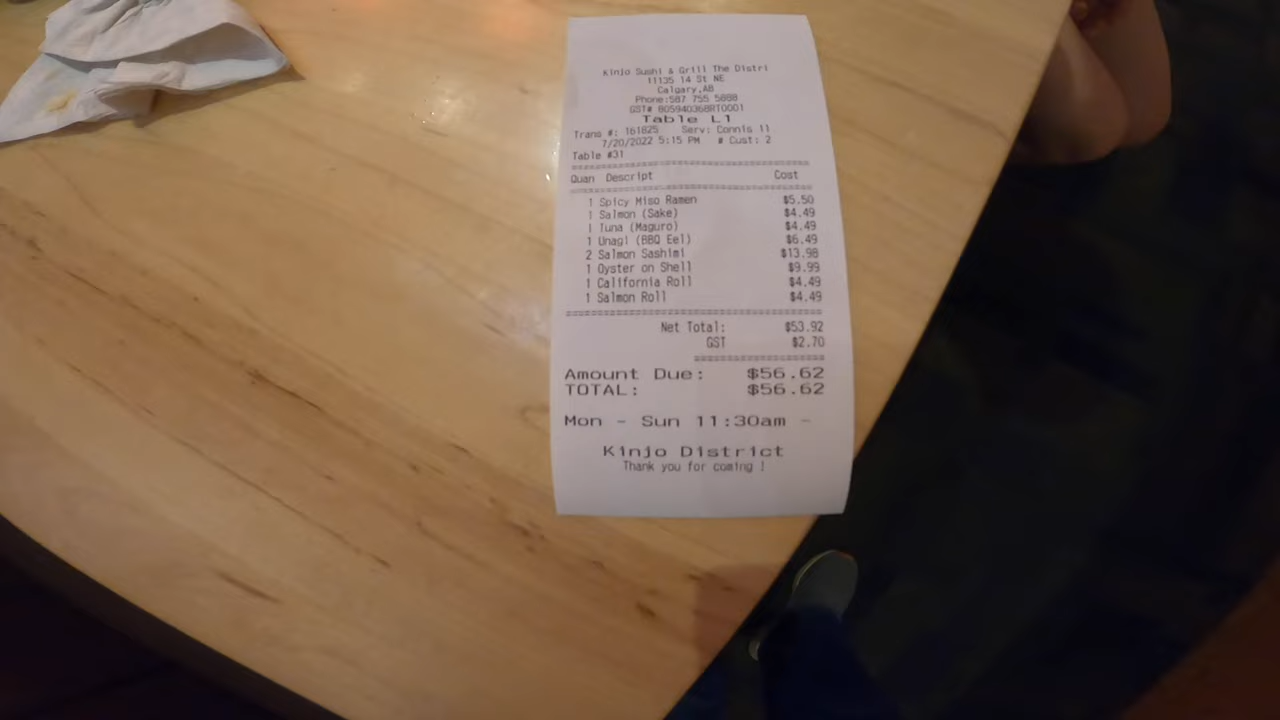 Kinjo Sushi & Grill The Distri
11135 14 St NE
Calgary,AB
Phone:587 755 5888
GST# 805940368RT0001
Table L1
Trans #: 161825 Serv: Connis 11
7/20/2022 5:15 PM # Cust: 2
Table #31
Quan Descript Cost
1 Spicy Miso Ramen $5.50
1 Salmon (Sake) $4.49
1 Tuna (Maguro) $4.49
1 Unagi (BBQ Eel) $6.49
2 Salmon Sashimi $13.98
1 Oyster on Shell $9.99
1 California Roll $4.49
1 Salmon Roll $4.49
Net Total: $53.92
GST $2.70
Amount Due: $56.62
TOTAL: $56.62
Mon - Sun 11:30am -
Kinjo District
Thank you for coming !